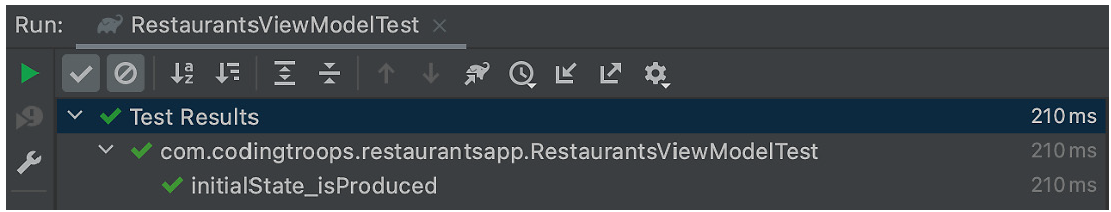 Run: RestaurantsViewModelTest
Test Results 210 ms
com.codingtroops.restaurantsapp.RestaurantsViewModelTest 210 ms
initialState_isProduced 210 ms